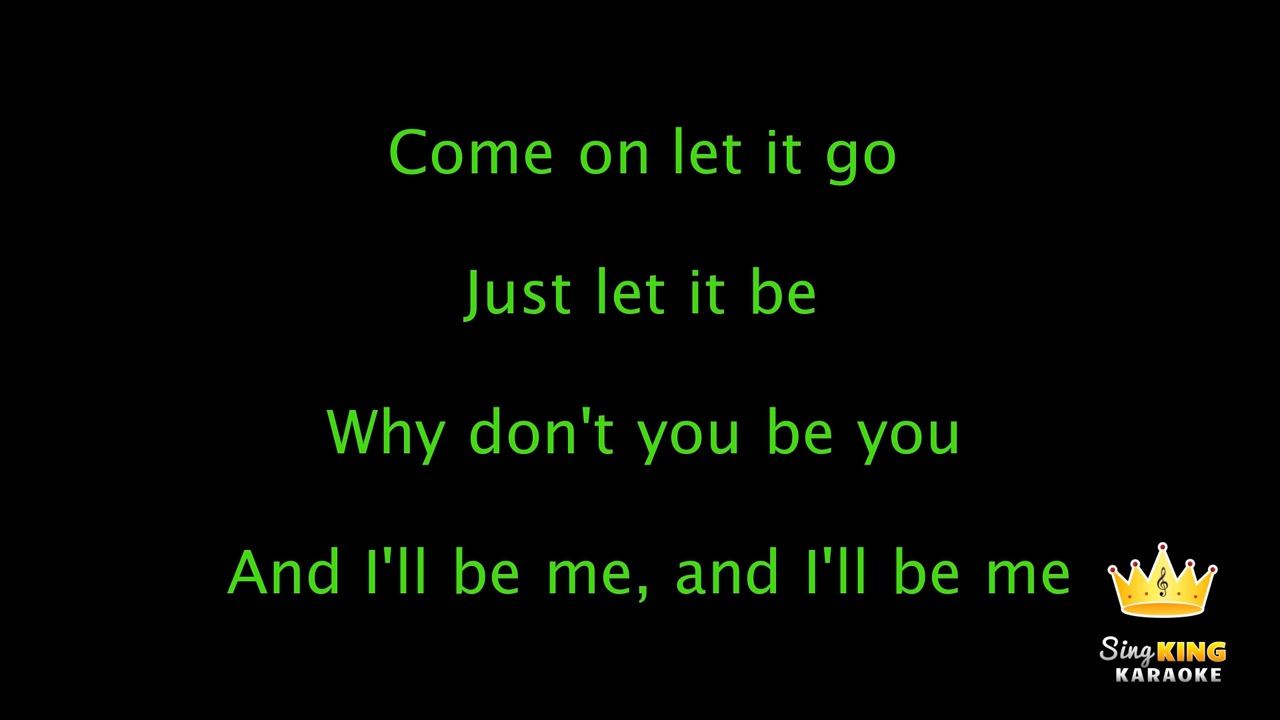 Come on let it go
Just let it be
Why don't you be you
And I'll be me, and I'll be me
Sing KING
KARAOKE